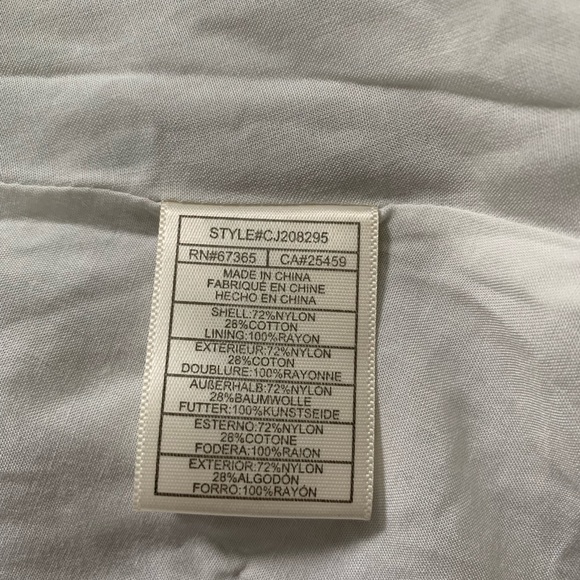 STYLE#CJ208295
RN#67365 CA#25459
MADE IN CHINA
FABRIQUÉ EN CHINE
HECHO EN CHINA
SHELL:72%NYLON
28%COTTON
LINING:100%RAYON
EXTÉRIEUR:72%NYLON
28%COTON
DOUBLURE:100%RAYONNE
AUßERHALB:72%NYLON
28%BAUMWOLLE
FUTTER:100%KUNSTSEIDE
ESTERNO:72%NYLON
28%COTONE
FODERA:100%RAION
EXTERIOR:72%NYLON
28%ALGODÓN
FORRO:100%RAYÓN